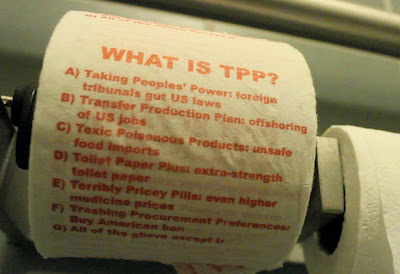 G) All of
WHAT IS TPP?
A) Taking Peoples' Power: foreign
tribunals gut US laws
B) Transfer Production Plan: offshoring
of US jobs
C) Toxic Poisonous Products: unsafe
food imports
D) Toilet Paper Plus: extra-strength
toilet paper
E) Terribly Pricey Pills: even higher
medicine prices
F) Trashing Procurement Preferences:
Buy American ban
G) All of the above except